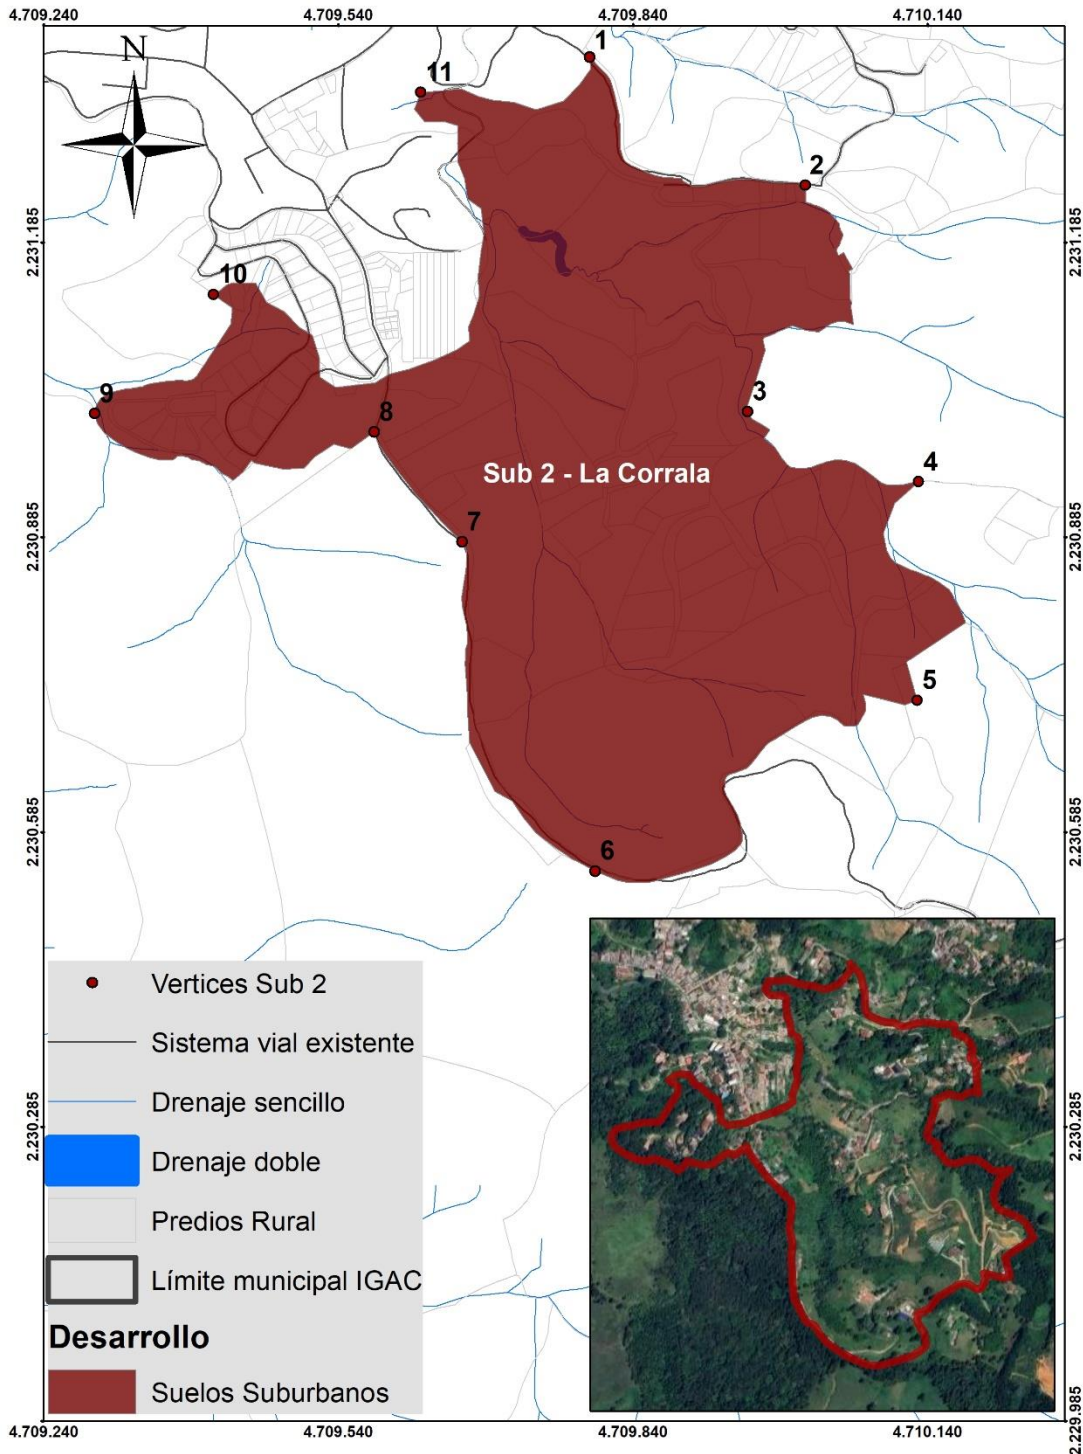 4.709.240 4.709.540 4.709.840 4.710.140
N
1
11
2
2.231.185 2.231.185
10
3
9
8
Sub 2 - La Corrala
4
7
2.230.885 2.230.885
5
2.230.585 2.230.585
6
Vertices Sub 2
Sistema vial existente
Drenaje sencillo
2.230.285 2.230.285
Drenaje doble
Predios Rural
Límite municipal IGAC
Desarrollo
Suelos Suburbanos
2.229.985 2.229.985
4.709.240 4.709.540 4.709.840 4.710.140